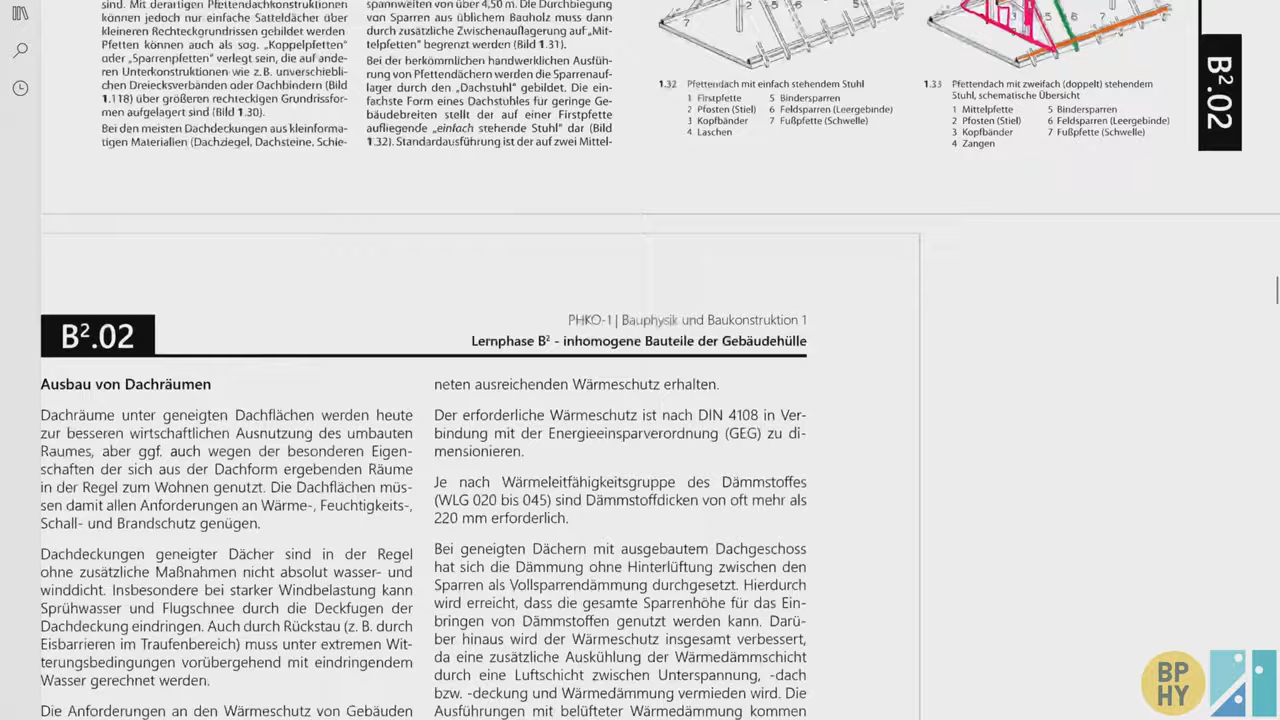 sind. Mit derartigen Pfettendachkonstruktionen
können jedoch nur einfache Satteldächer über
kleineren Rechteckgrundrissen gebildet werden
Pfetten können auch als sog. „Koppelpfetten"
oder „Sparrenpfetten" verlegt sein, die auf ande-
ren Unterkonstruktionen wie z. B. unverschiebli-
chen Dreiecksverbänden oder Dachbindern (Bild
1.118) über größeren rechteckigen Grundrissfor-
men aufgelagert sind (Bild 1.30).
Bei den meisten Dachdeckungen aus kleinforma-
tigen Materialien (Dachziegel, Dachsteine, Schie-
spannweiten von über 4,50 m. Die Durchbiegung
von Sparren aus üblichem Bauholz muss dann
durch zusätzliche Zwischenauflagerung auf „Mit-
telpfetten" begrenzt werden (Bild 1.31).
Bei der herkömmlichen handwerklichen Ausfüh-
rung von Pfettendächern werden die Sparrenauf-
lager durch den „Dachstuhl" gebildet. Die ein-
fachste Form eines Dachstuhles für geringe Ge-
bäudebreiten stellt der auf einer Firstpfette
aufliegende „einfach stehende Stuhl" dar (Bild
1.32). Standardausführung ist der auf zwei Mittel-
7
2
6
5
1.32 Pfettendach mit einfach stehendem Stuhl
1 Firstpfette 5 Bindersparren
2 Pfosten (Stiel) 6 Feldsparren (Leergebinde)
3 Kopfbänder 7 Fußpfette (Schwelle)
4 Laschen
3
5
6
7
2
1.33 Pfettendach mit zweifach (doppelt) stehendem
Stuhl, schematische Übersicht
1 Mittelpfette 5 Bindersparren
2 Pfosten (Stiel) 6 Feldsparren (Leergebinde)
3 Kopfbänder 7 Fußpfette (Schwelle)
4 Zangen
B².02
B².02
PHKO-1 | Bauphysik und Baukonstruktion 1
Lernphase B² - inhomogene Bauteile der Gebäudehülle
Ausbau von Dachräumen
Dachräume unter geneigten Dachflächen werden heute
zur besseren wirtschaftlichen Ausnutzung des umbauten
Raumes, aber ggf. auch wegen der besonderen Eigen-
schaften der sich aus der Dachform ergebenden Räume
in der Regel zum Wohnen genutzt. Die Dachflächen müs-
sen damit allen Anforderungen an Wärme-, Feuchtigkeits-,
Schall- und Brandschutz genügen.
Dachdeckungen geneigter Dächer sind in der Regel
ohne zusätzliche Maßnahmen nicht absolut wasser- und
winddicht. Insbesondere bei starker Windbelastung kann
Sprühwasser und Flugschnee durch die Deckfugen der
Dachdeckung eindringen. Auch durch Rückstau (z. B. durch
Eisbarrieren im Traufenbereich) muss unter extremen Wit-
terungsbedingungen vorübergehend mit eindringendem
Wasser gerechnet werden.
Die Anforderungen an den Wärmeschutz von Gebäuden
neten ausreichenden Wärmeschutz erhalten.
Der erforderliche Wärmeschutz ist nach DIN 4108 in Ver-
bindung mit der Energieeinsparverordnung (GEG) zu di-
mensionieren.
Je nach Wärmeleitfähigkeitsgruppe des Dämmstoffes
(WLG 020 bis 045) sind Dämmstoffdicken von oft mehr als
220 mm erforderlich.
Bei geneigten Dächern mit ausgebautem Dachgeschoss
hat sich die Dämmung ohne Hinterlüftung zwischen den
Sparren als Vollsparrendämmung durchgesetzt. Hierdurch
wird erreicht, dass die gesamte Sparrenhöhe für das Ein-
bringen von Dämmstoffen genutzt werden kann. Darü-
ber hinaus wird der Wärmeschutz insgesamt verbessert,
da eine zusätzliche Auskühlung der Wärmedämmschicht
durch eine Luftschicht zwischen Unterspannung, -dach
bzw. -deckung und Wärmedämmung vermieden wird. Die
Ausführungen mit belüfteter Wärmedämmung kommen
BP
HY